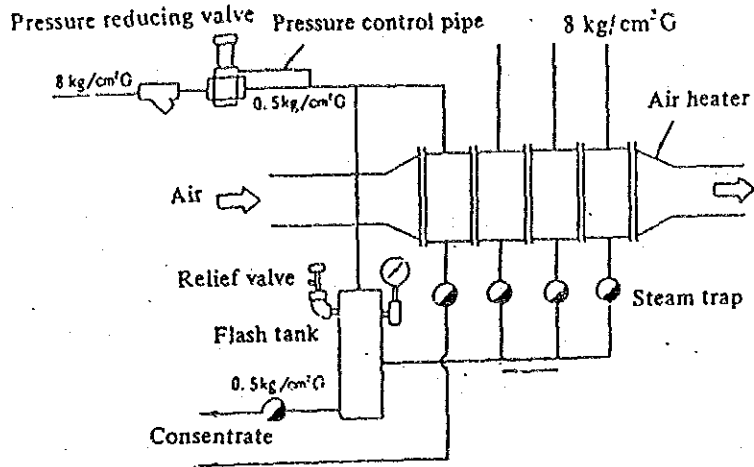 Pressure reducing valve
Pressure control pipe
8 kg/cm²G
8 kg/cm²G
0.5kg/cm²G
Air heater
Air
Relief valve
Steam trap
Flash tank
0.5kg/cm²G
Consentrate